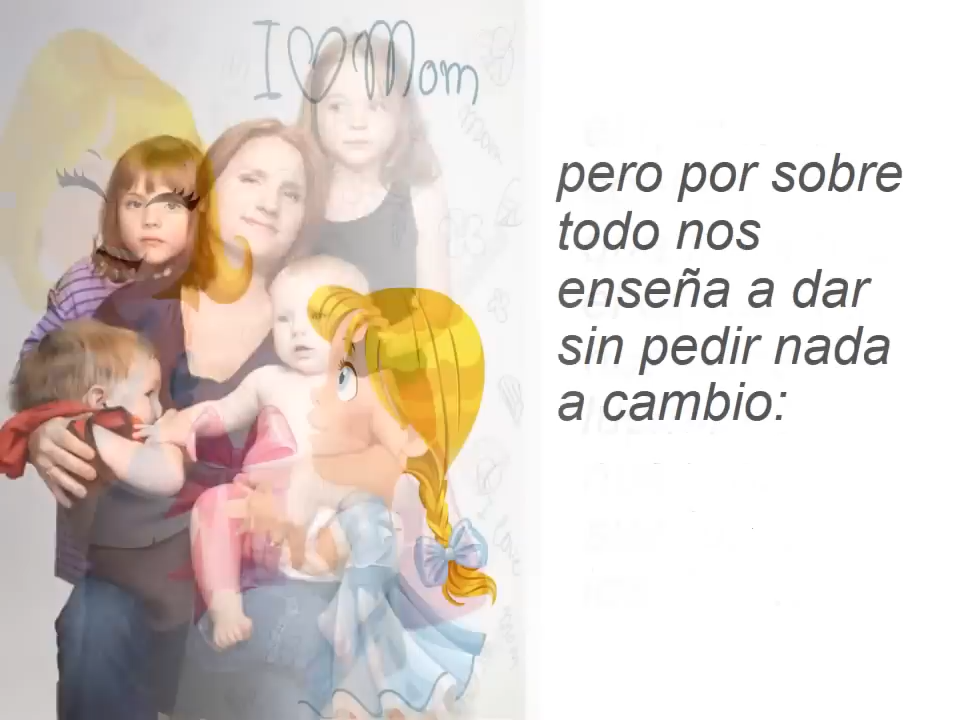 I ♡ Mom
pero por sobre
todo nos
enseña a dar
sin pedir nada
a cambio: